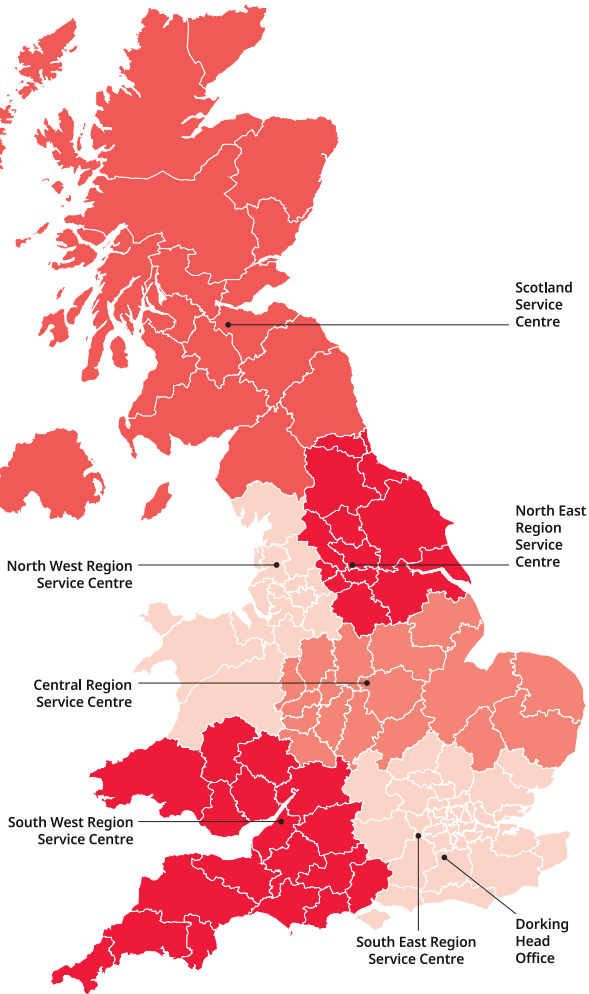 Scotland
Service
Centre
North East
Region
Service
Centre
North West Region
Service Centre
Central Region
Service Centre
South West Region
Service Centre
South East Region
Service Centre
Dorking
Head
Office